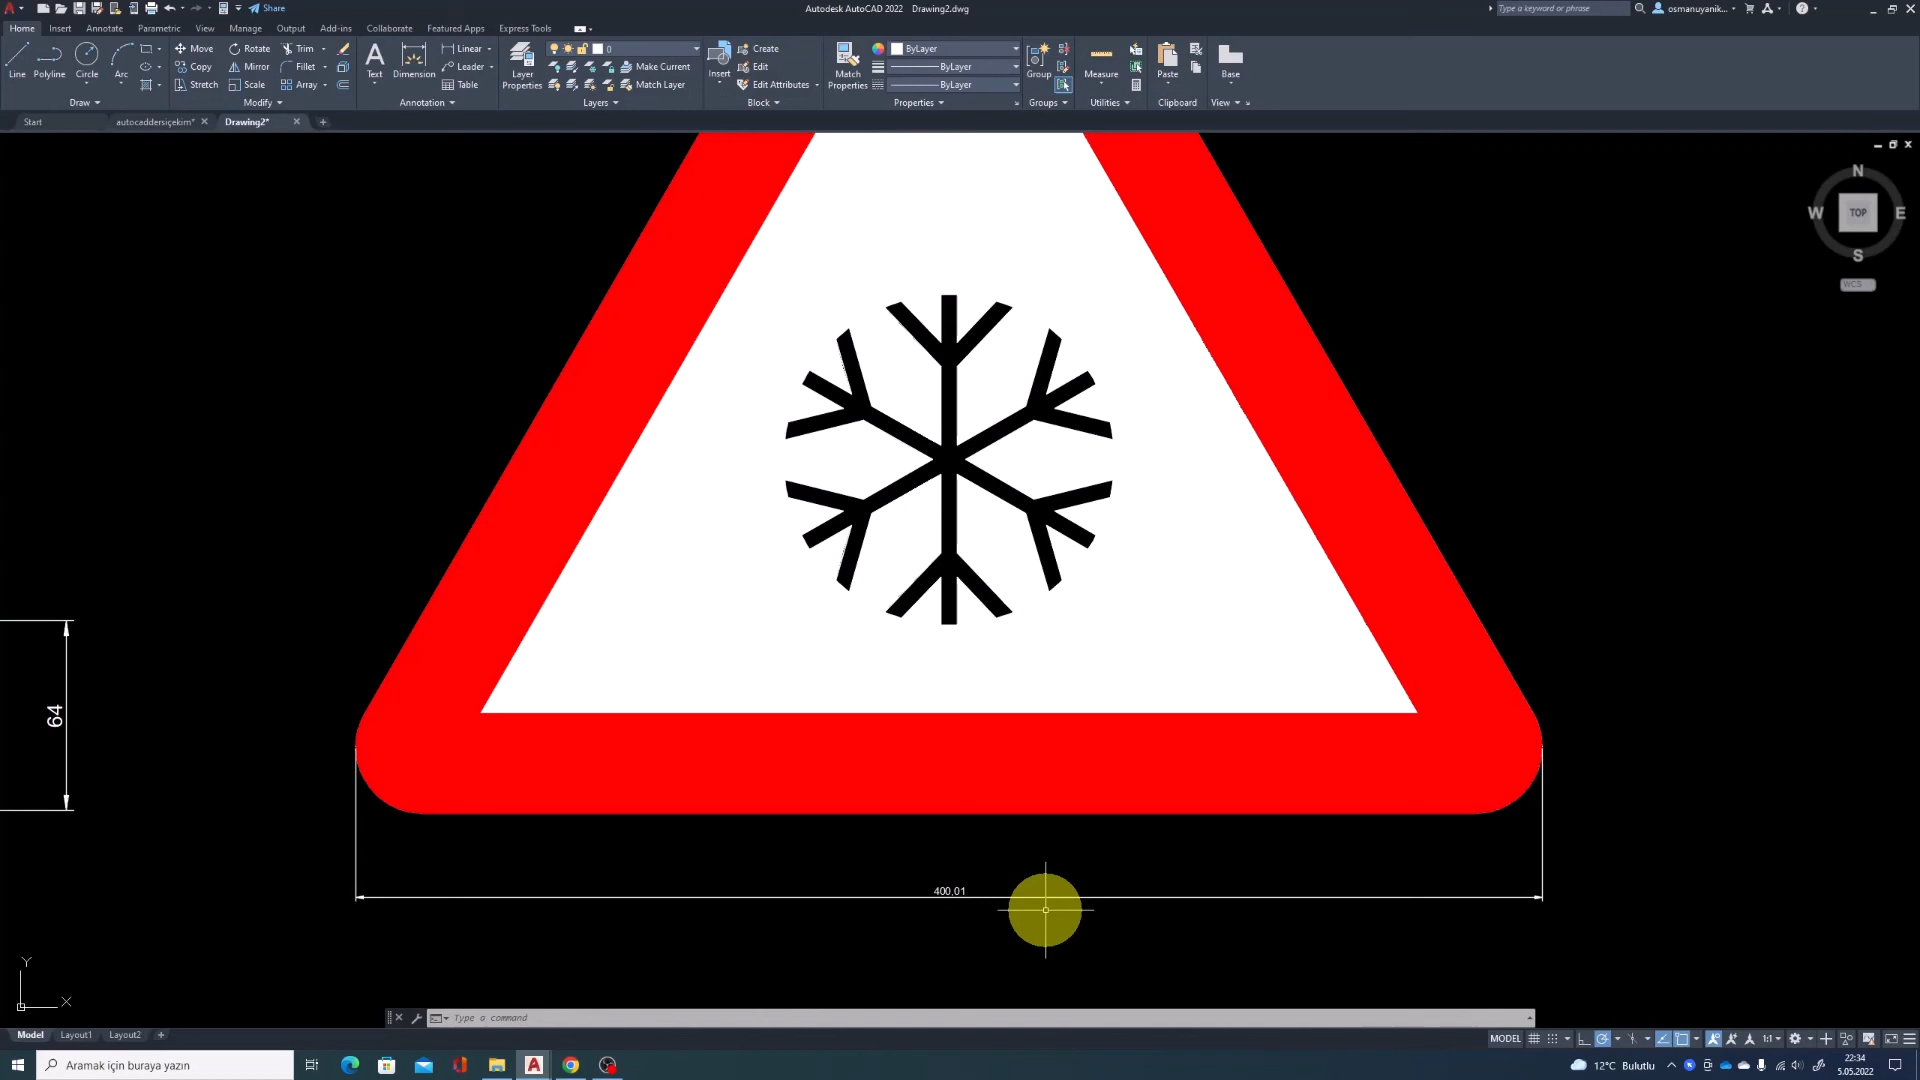 Share
Autodesk AutoCAD 2022 Drawing2.dwg
Type a keyword or phrase
osmanuyanik...
Home Insert Annotate Parametric View Manage Output Add-ins Collaborate Featured Apps Express Tools
Line Polyline Circle Arc
Move Rotate Trim
Copy Mirror Fillet
Stretch Scale Array
Text Dimension
Linear
Leader
Table
Layer Properties
0
Make Current
Match Layer
Insert
Create
Edit
Edit Attributes
Match Properties
ByLayer
ByLayer
ByLayer
Group
Measure
Paste
Base
Draw Modify Annotation Layers Block Properties Groups Utilities Clipboard View
Start autocaddersiçekim* Drawing2*
N
W TOP E
S
WCS
64
400,01
Y
X
Type a command
Model Layout1 Layout2
MODEL 1:1
Aramak için buraya yazın
12°C Bulutlu
22:34
5.05.2022